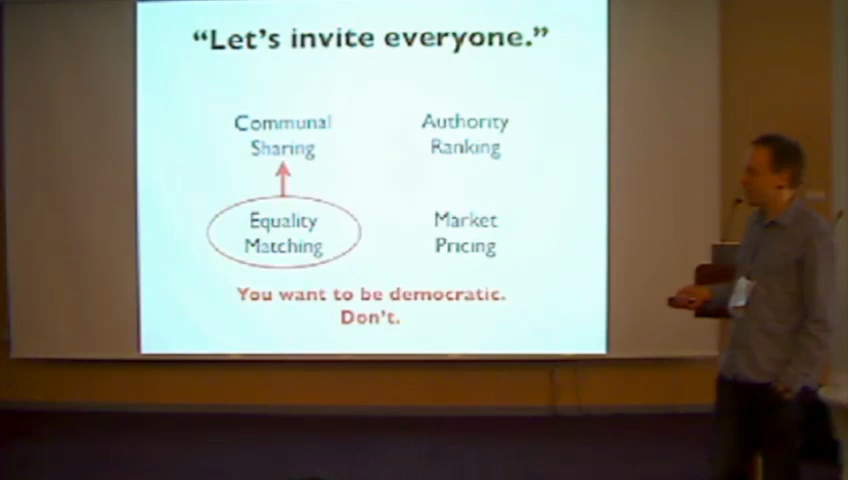 “Let’s invite everyone.”
Communal
Sharing
Authority
Ranking
Equality
Matching
Market
Pricing
You want to be democratic.
Don’t.